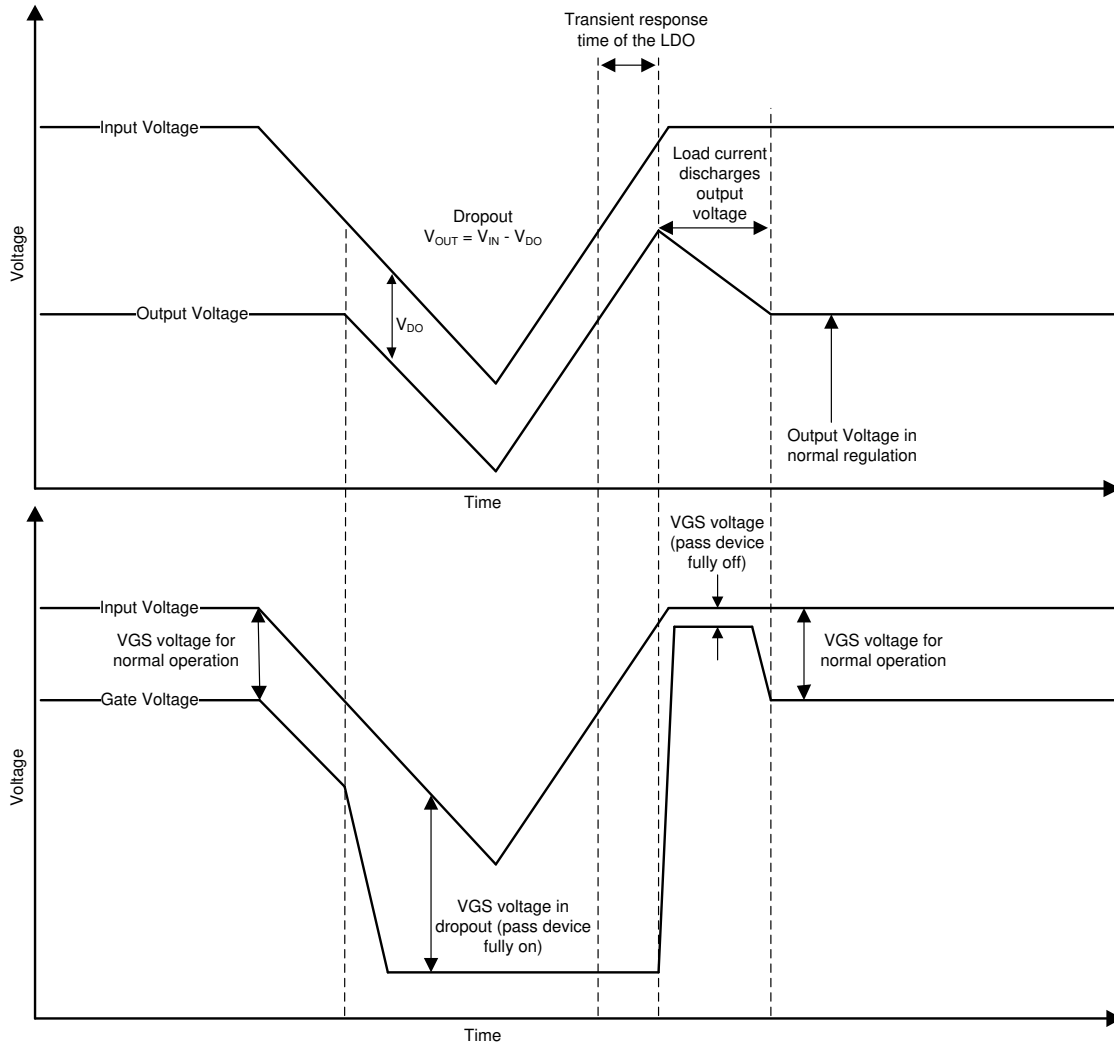 Transient response
time of the LDO
Input Voltage
Load current
discharges
output
voltage
Dropout
VOUT = VIN - VDO
Voltage
Output Voltage
VDO
Output Voltage in
normal regulation
Time
VGS voltage
(pass device
fully off)
Input Voltage
VGS voltage for
normal operation
VGS voltage for
normal operation
Gate Voltage
Voltage
VGS voltage in
dropout (pass device
fully on)
Time